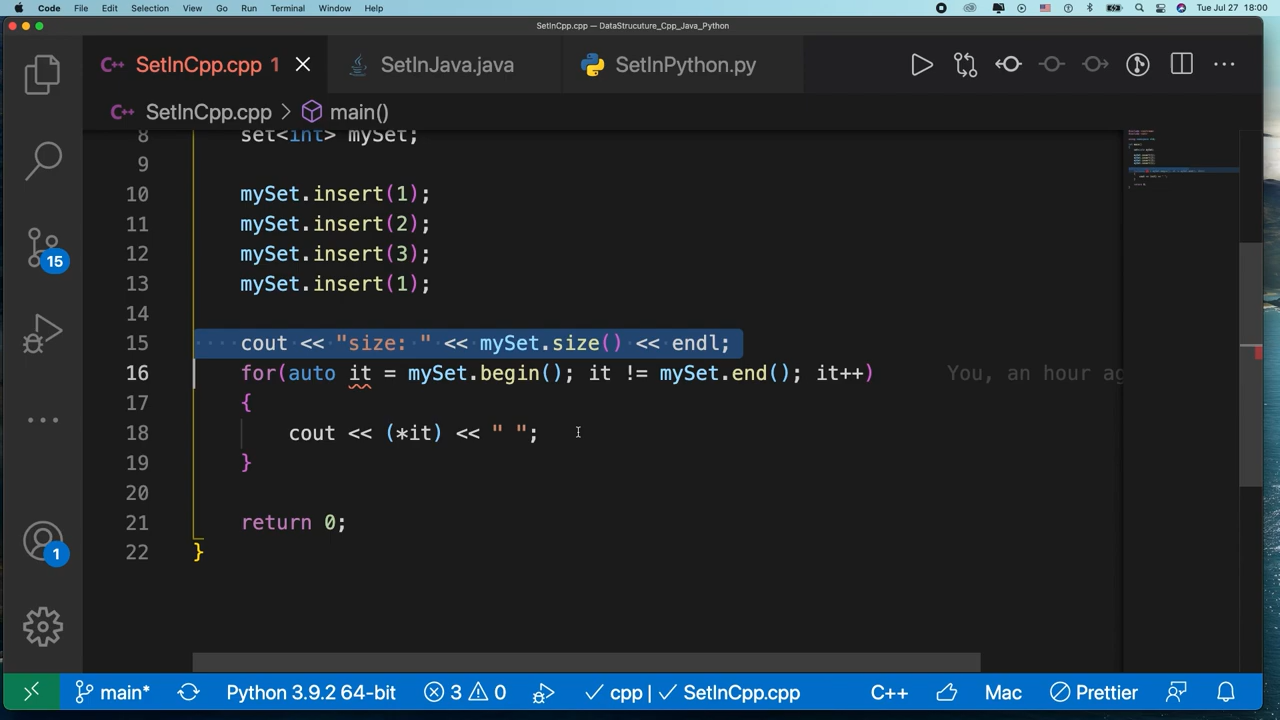 Code File Edit Selection View Go Run Terminal Window Help Tue Jul 27 18:00
SetInCpp.cpp — DataStrucuture_Cpp_Java_Python
SetInCpp.cpp 1 SetInJava.java SetInPython.py
SetInCpp.cpp > main()
8 set<int> mySet;
9
10 mySet.insert(1);
11 mySet.insert(2);
12 mySet.insert(3);
13 mySet.insert(1);
14
15 cout << "size: " << mySet.size() << endl;
16 for(auto it = mySet.begin(); it != mySet.end(); it++) You, an hour ag
17 {
18 cout << (*it) << " ";
19 }
20
21 return 0;
22 }
15
1
main* Python 3.9.2 64-bit 3 0 cpp | SetInCpp.cpp C++ Mac Prettier